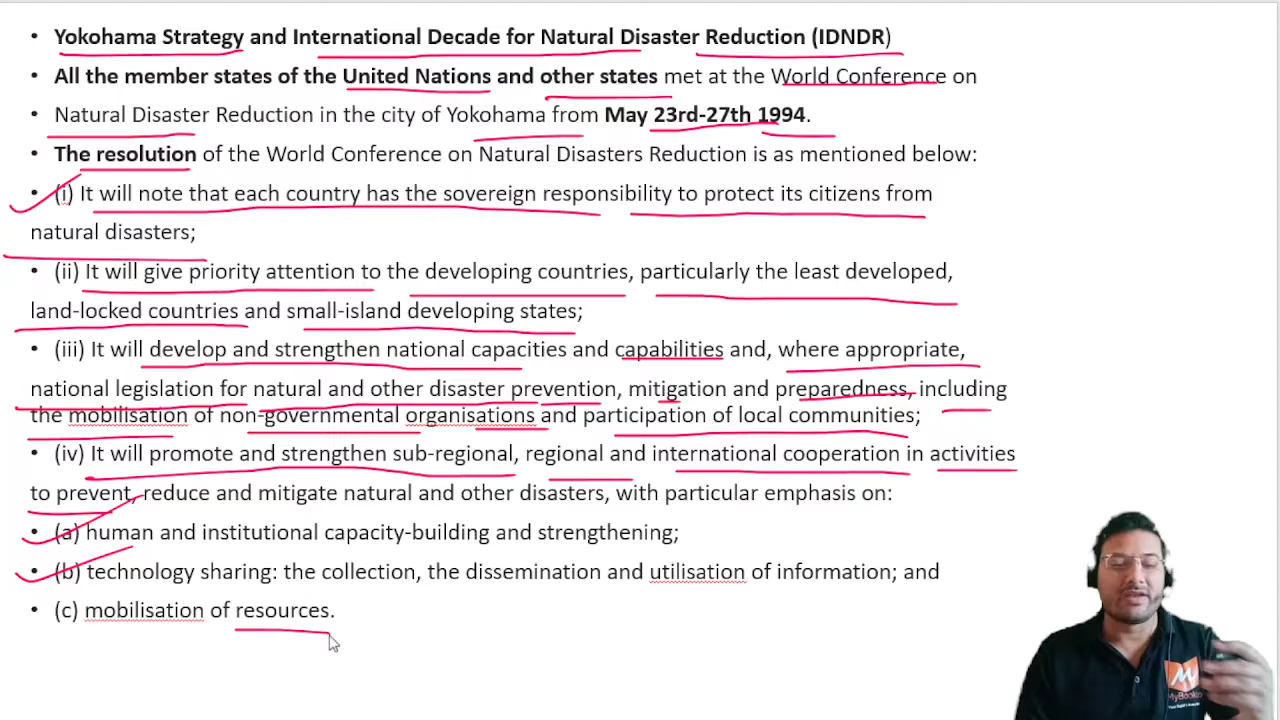 • Yokohama Strategy and International Decade for Natural Disaster Reduction (IDNDR)
• All the member states of the United Nations and other states met at the World Conference on
• Natural Disaster Reduction in the city of Yokohama from May 23rd-27th 1994.
• The resolution of the World Conference on Natural Disasters Reduction is as mentioned below:
• (i) It will note that each country has the sovereign responsibility to protect its citizens from
natural disasters;
• (ii) It will give priority attention to the developing countries, particularly the least developed,
land-locked countries and small-island developing states;
• (iii) It will develop and strengthen national capacities and capabilities and, where appropriate,
national legislation for natural and other disaster prevention, mitigation and preparedness, including
the mobilisation of non-governmental organisations and participation of local communities;
• (iv) It will promote and strengthen sub-regional, regional and international cooperation in activities
to prevent, reduce and mitigate natural and other disasters, with particular emphasis on:
• (a) human and institutional capacity-building and strengthening;
• (b) technology sharing: the collection, the dissemination and utilisation of information; and
• (c) mobilisation of resources.